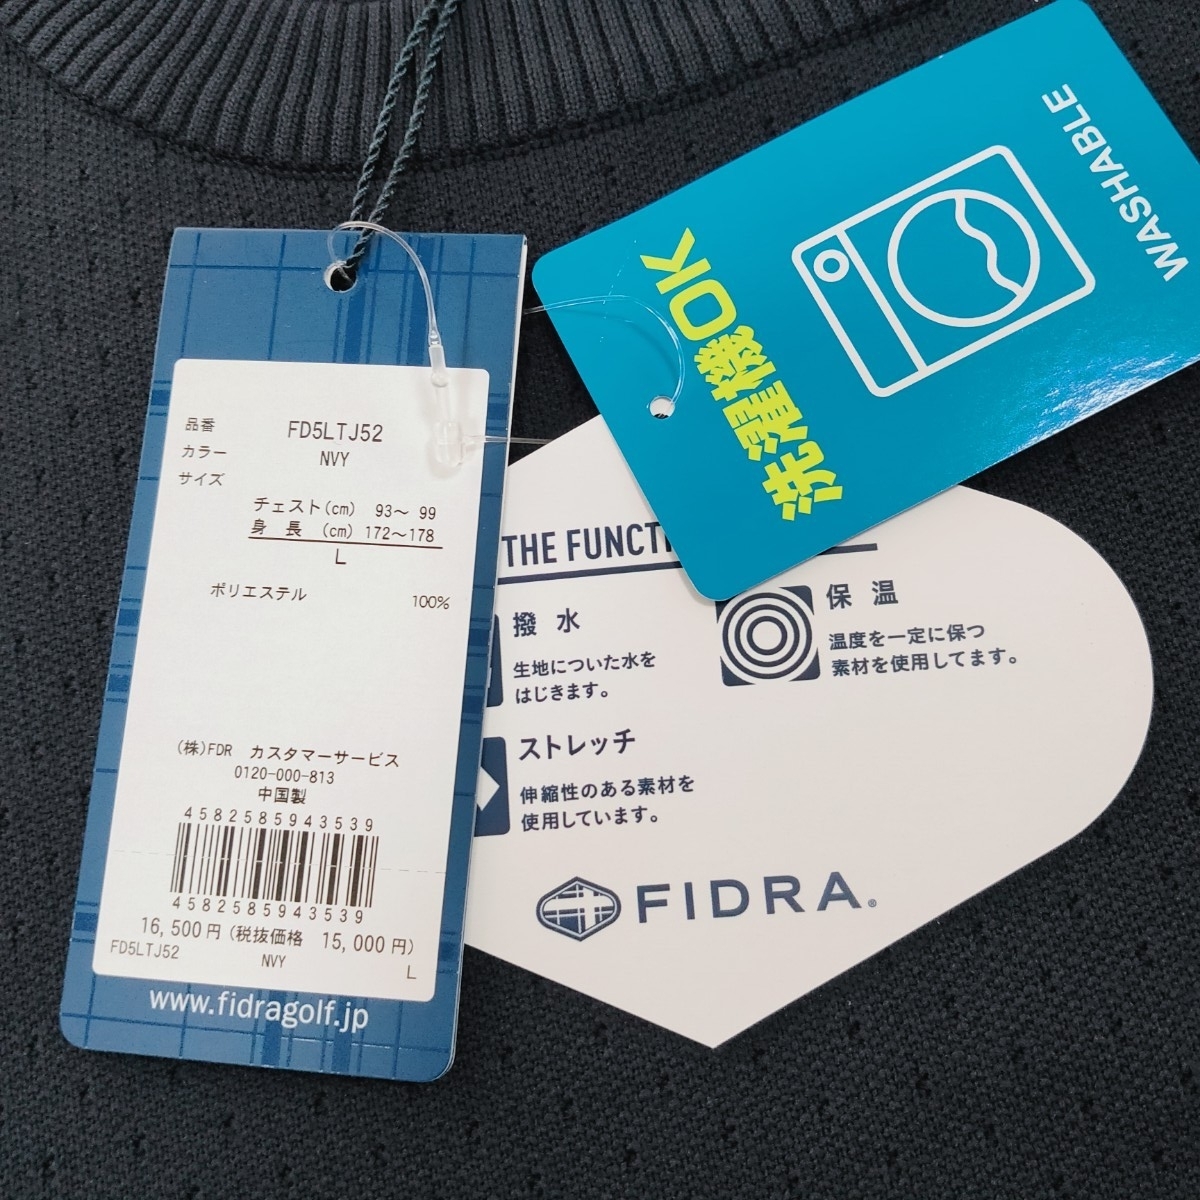 品番 FD5LTJ52
カラー NVY
サイズ
チェスト(cm) 93～ 99
身 長 (cm) 172～178
L
ポリエステル 100%
(株)FDR カスタマーサービス
0120-000-813
中国製
4582585943539
4582585943539
16,500円(税抜価格 15,000円)
FD5LTJ52 NVY L
www.fidragolf.jp
洗濯機OK
WASHABLE
THE FUNCT
撥 水
生地についた水を
はじきます。
保 温
温度を一定に保つ
素材を使用してます。
ストレッチ
伸縮性のある素材を
使用しています。
FIDRA®